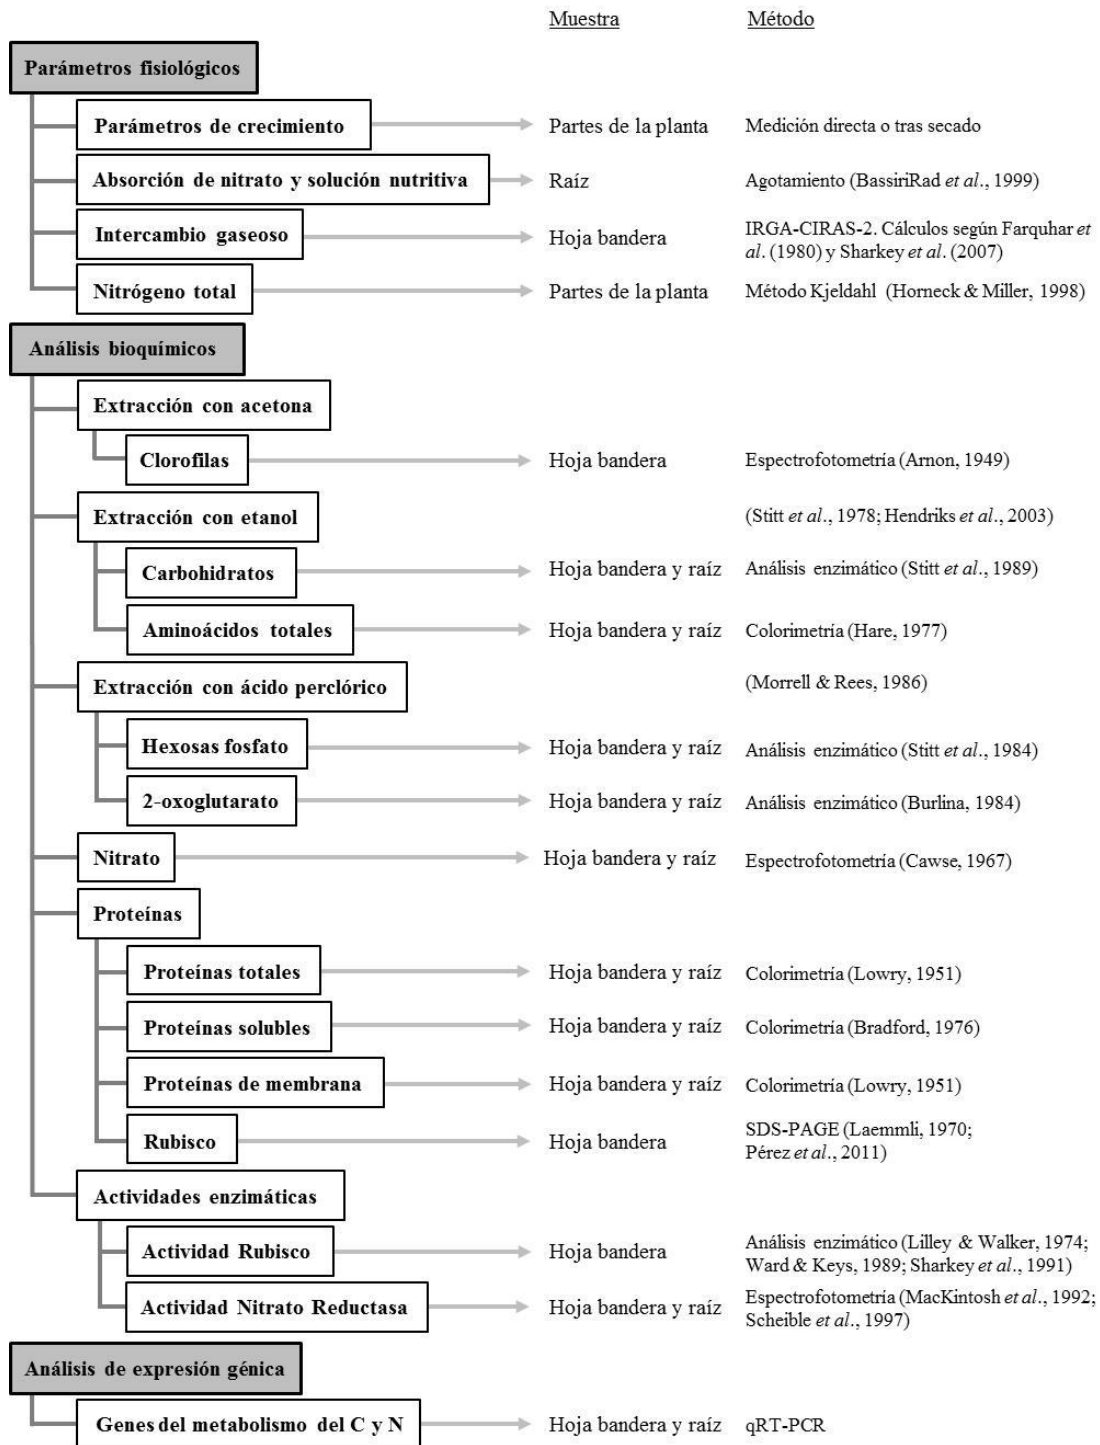 Muestra Método
Parámetros fisiológicos
Parámetros de crecimiento Partes de la planta Medición directa o tras secado
Absorción de nitrato y solución nutritiva Raíz Agotamiento (BassiriRad et al., 1999)
Intercambio gaseoso Hoja bandera IRGA-CIRAS-2. Cálculos según Farquhar et
al. (1980) y Sharkey et al. (2007)
Nitrógeno total Partes de la planta Método Kjeldahl (Horneck & Miller, 1998)
Análisis bioquímicos
Extracción con acetona
Clorofilas Hoja bandera Espectrofotometría (Arnon, 1949)
Extracción con etanol (Stitt et al., 1978; Hendriks et al., 2003)
Carbohidratos Hoja bandera y raíz Análisis enzimático (Stitt et al., 1989)
Aminoácidos totales Hoja bandera y raíz Colorimetría (Hare, 1977)
Extracción con ácido perclórico (Morrell & Rees, 1986)
Hexosas fosfato Hoja bandera y raíz Análisis enzimático (Stitt et al., 1984)
2-oxoglutarato Hoja bandera y raíz Análisis enzimático (Burlina, 1984)
Nitrato Hoja bandera y raíz Espectrofotometría (Cawse, 1967)
Proteínas
Proteínas totales Hoja bandera y raíz Colorimetría (Lowry, 1951)
Proteínas solubles Hoja bandera y raíz Colorimetría (Bradford, 1976)
Proteínas de membrana Hoja bandera y raíz Colorimetría (Lowry, 1951)
Rubisco Hoja bandera SDS-PAGE (Laemmli, 1970;
Pérez et al., 2011)
Actividades enzimáticas
Actividad Rubisco Hoja bandera Análisis enzimático (Lilley & Walker, 1974;
Ward & Keys, 1989; Sharkey et al., 1991)
Actividad Nitrato Reductasa Hoja bandera y raíz Espectrofotometría (MacKintosh et al., 1992;
Scheible et al., 1997)
Análisis de expresión génica
Genes del metabolismo del C y N Hoja bandera y raíz qRT-PCR